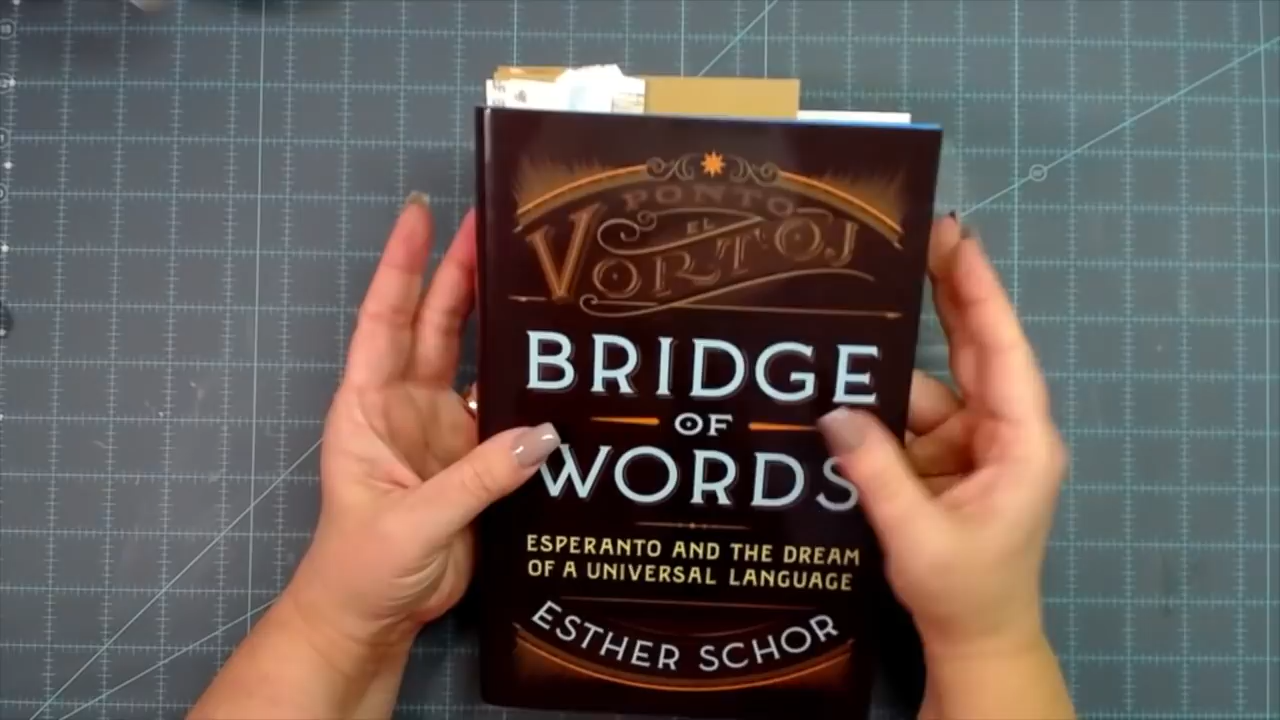 PONTO
EL
VORTOJ
BRIDGE
OF
WORDS
ESPERANTO AND THE DREAM
OF A UNIVERSAL LANGUAGE
ESTHER SCHOR